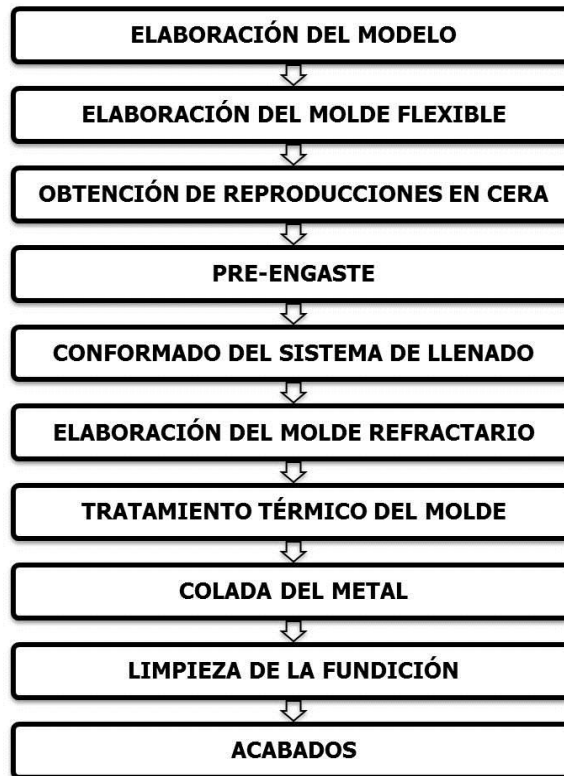 ELABORACIÓN DEL MODELO
ELABORACIÓN DEL MOLDE FLEXIBLE
OBTENCIÓN DE REPRODUCCIONES EN CERA
PRE-ENGASTE
CONFORMADO DEL SISTEMA DE LLENADO
ELABORACIÓN DEL MOLDE REFRACTARIO
TRATAMIENTO TÉRMICO DEL MOLDE
COLADA DEL METAL
LIMPIEZA DE LA FUNDICIÓN
ACABADOS